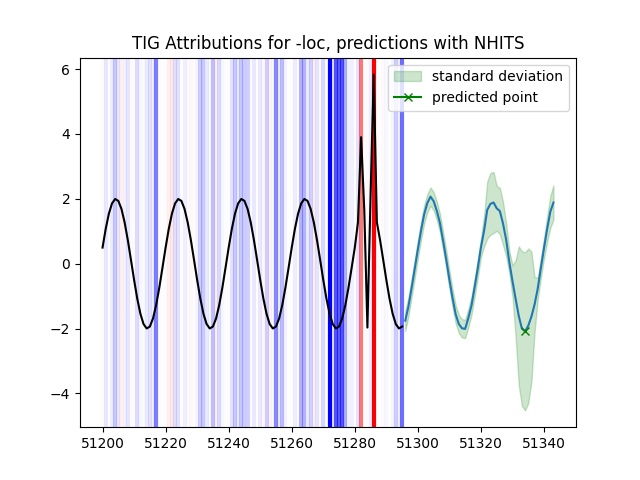 TIG Attributions for -loc, predictions with NHITS
standard deviation
predicted point
6
4
2
0
−2
−4
51200 51220 51240 51260 51280 51300 51320 51340